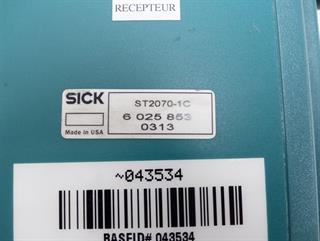 RECEPTEUR
SICK
ST2070-1C
6 025 853
0313
Made in USA
~043534
BASEID# 043534